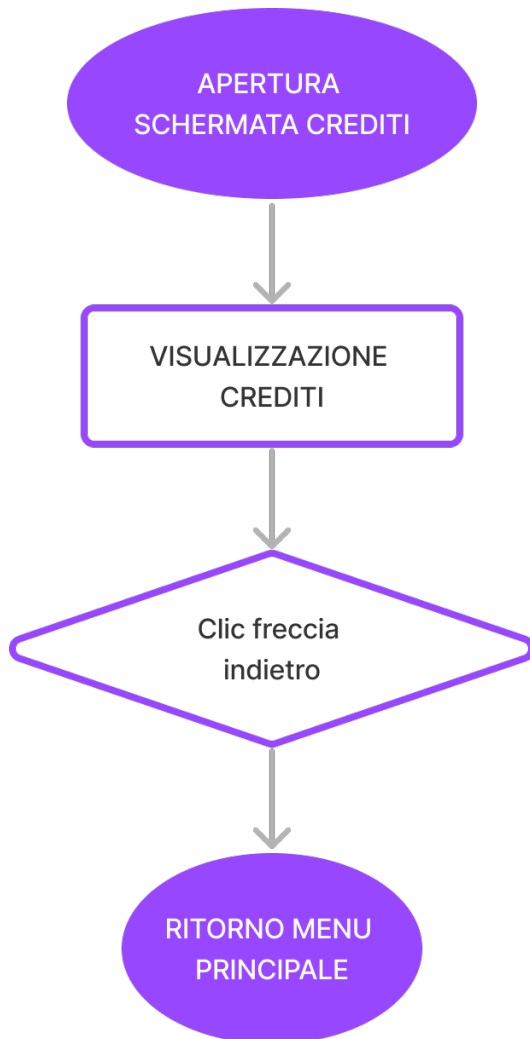 APERTURA
SCHERMATA CREDITI
VISUALIZZAZIONE
CREDITI
Clic freccia
indietro
RITORNO MENU
PRINCIPALE